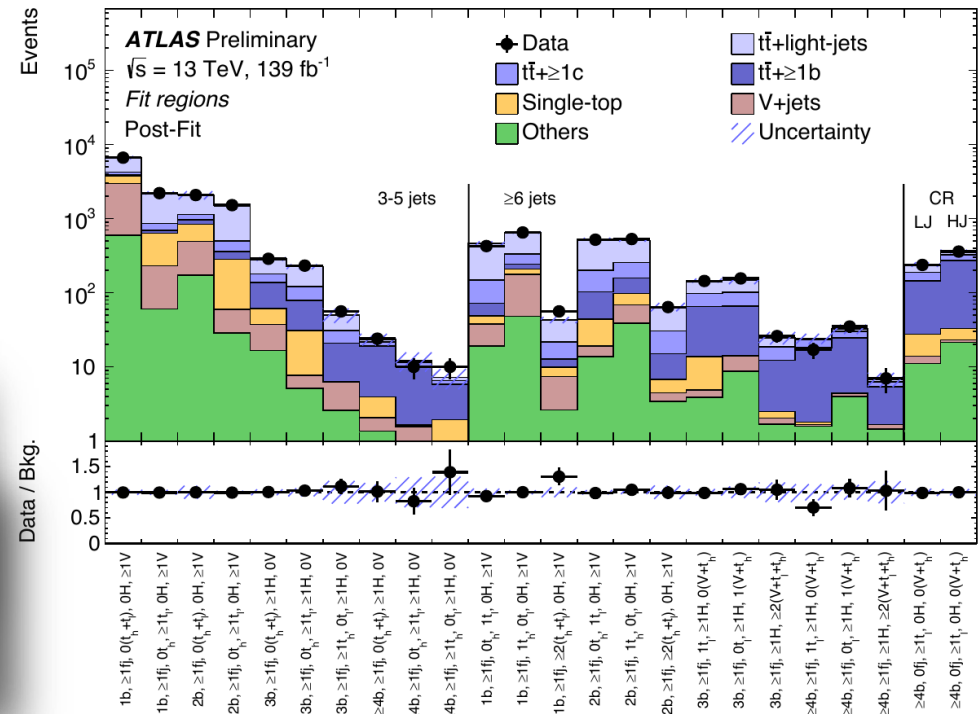 Events
ATLAS Preliminary
√s = 13 TeV, 139 fb⁻¹
Fit regions
Post-Fit
Data
tt̄+light-jets
tt̄+≥1c
tt̄+≥1b
Single-top
V+jets
Others
Uncertainty
3-5 jets
≥6 jets
CR
LJ
HJ
10⁵
10⁴
10³
10²
10
1
Data / Bkg.
1.5
1
0.5
0
1b, ≥1fj, 0(tₕ+tₗ), 0H, ≥1V
1b, ≥1fj, 0tₕ, ≥1tₗ, 0H, ≥1V
2b, ≥1fj, 0(tₕ+tₗ), 0H, ≥1V
2b, ≥1fj, 0tₕ, ≥1tₗ, 0H, ≥1V
3b, ≥1fj, 0(tₕ+tₗ), ≥1H, 0V
3b, ≥1fj, 0tₕ, ≥1tₗ, ≥1H, 0V
3b, ≥1fj, ≥1tₕ, 0tₗ, ≥1H, 0V
≥4b, ≥1fj, 0(tₕ+tₗ), ≥1H, 0V
4b, ≥1fj, 0tₕ, ≥1tₗ, ≥1H, 0V
4b, ≥1fj, ≥1tₕ, 0tₗ, ≥1H, 0V
1b, ≥1fj, 0tₕ, 1tₗ, 0H, ≥1V
1b, ≥1fj, 1tₕ, 0tₗ, 0H, ≥1V
1b, ≥1fj, ≥2(tₕ+tₗ), 0H, ≥1V
2b, ≥1fj, 0tₕ, 1tₗ, 0H, ≥1V
2b, ≥1fj, 1tₕ, 0tₗ, 0H, ≥1V
2b, ≥1fj, ≥2(tₕ+tₗ), 0H, ≥1V
3b, ≥1fj, 1tₗ, ≥1H, 0(V+tₕ)
3b, ≥1fj, 0tₗ, ≥1H, 1(V+tₕ)
3b, ≥1fj, ≥1H, ≥2(V+tₗ+tₕ)
≥4b, ≥1fj, 1tₗ, ≥1H, 0(V+tₕ)
≥4b, ≥1fj, 0tₗ, ≥1H, 1(V+tₕ)
≥4b, ≥1fj, ≥1H, ≥2(V+tₗ+tₕ)
≥4b, 0fj, ≥1tₗ, 0H, 0(V+tₕ)
≥4b, 0fj, ≥1tₗ, 0H, 0(V+tₕ)